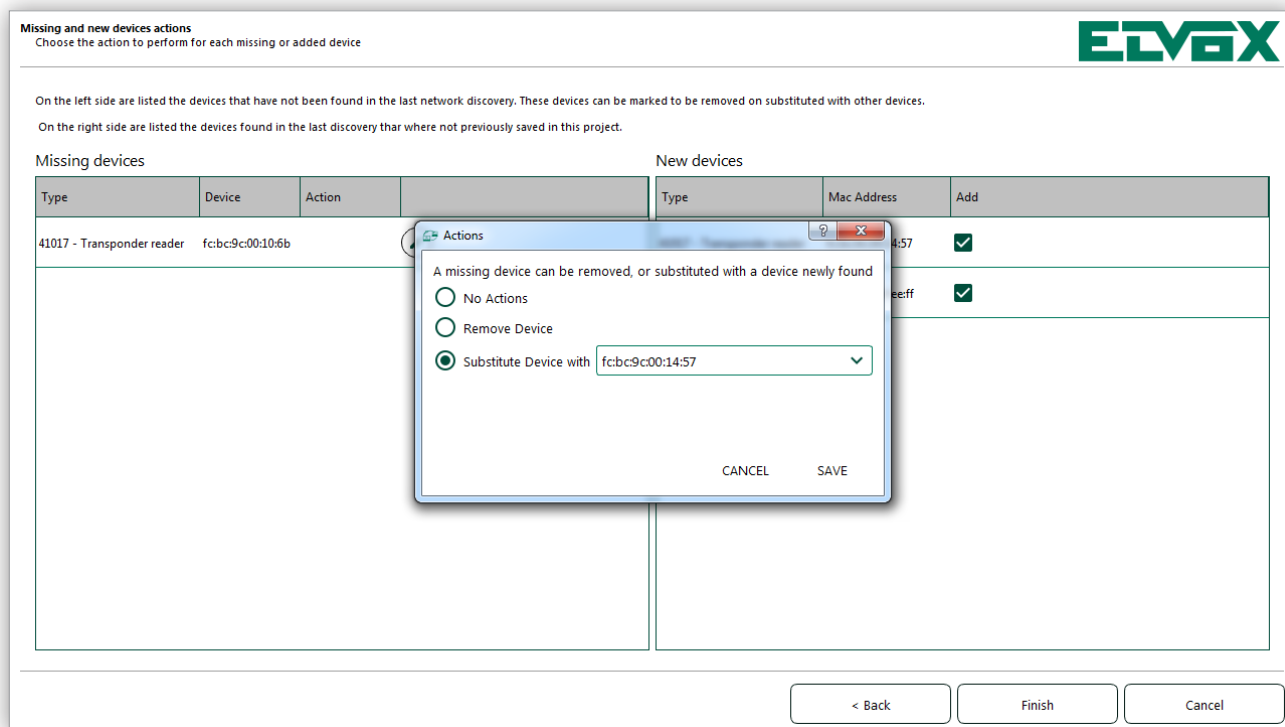 Missing and new devices actions
Choose the action to perform for each missing or added device
ELVOX
On the left side are listed the devices that have not been found in the last network discovery. These devices can be marked to be removed on substituted with other devices.
On the right side are listed the devices found in the last discovery thar where not previously saved in this project.
Missing devices
New devices
Type Device Action
Type Mac Address Add
41017 - Transponder reader fc:bc:9c:00:10:6b
4:57
ee:ff
Actions
?
A missing device can be removed, or substituted with a device newly found
No Actions
Remove Device
Substitute Device with fc:bc:9c:00:14:57
CANCEL SAVE
< Back Finish Cancel